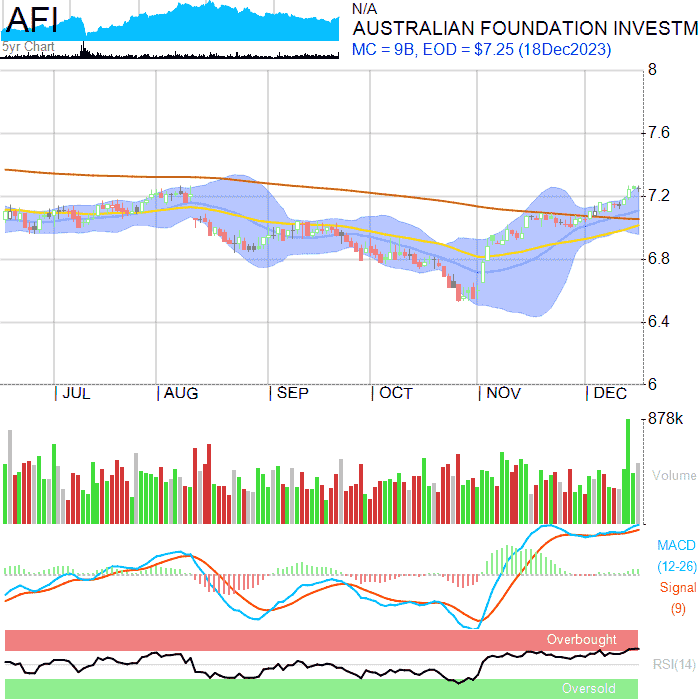 AFI
5yr Chart
N/A
AUSTRALIAN FOUNDATION INVESTM
MC = 9B, EOD = $7.25 (18Dec2023)
8
7.6
7.2
6.8
6.4
6
JUL AUG SEP OCT NOV DEC
878k
Volume
MACD
(12-26)
Signal
(9)
Overbought
RSI(14)
Oversold